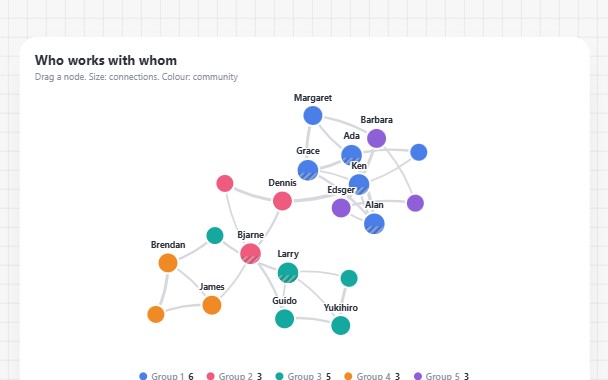 Who works with whom
Drag a node. Size: connections. Colour: community
Margaret
Barbara
Ada
Grace
Ken
Dennis
Edsger
Alan
Bjarne
Brendan
Larry
James
Guido
Yukihiro
Group 1 6 Group 2 3 Group 3 5 Group 4 3 Group 5 3